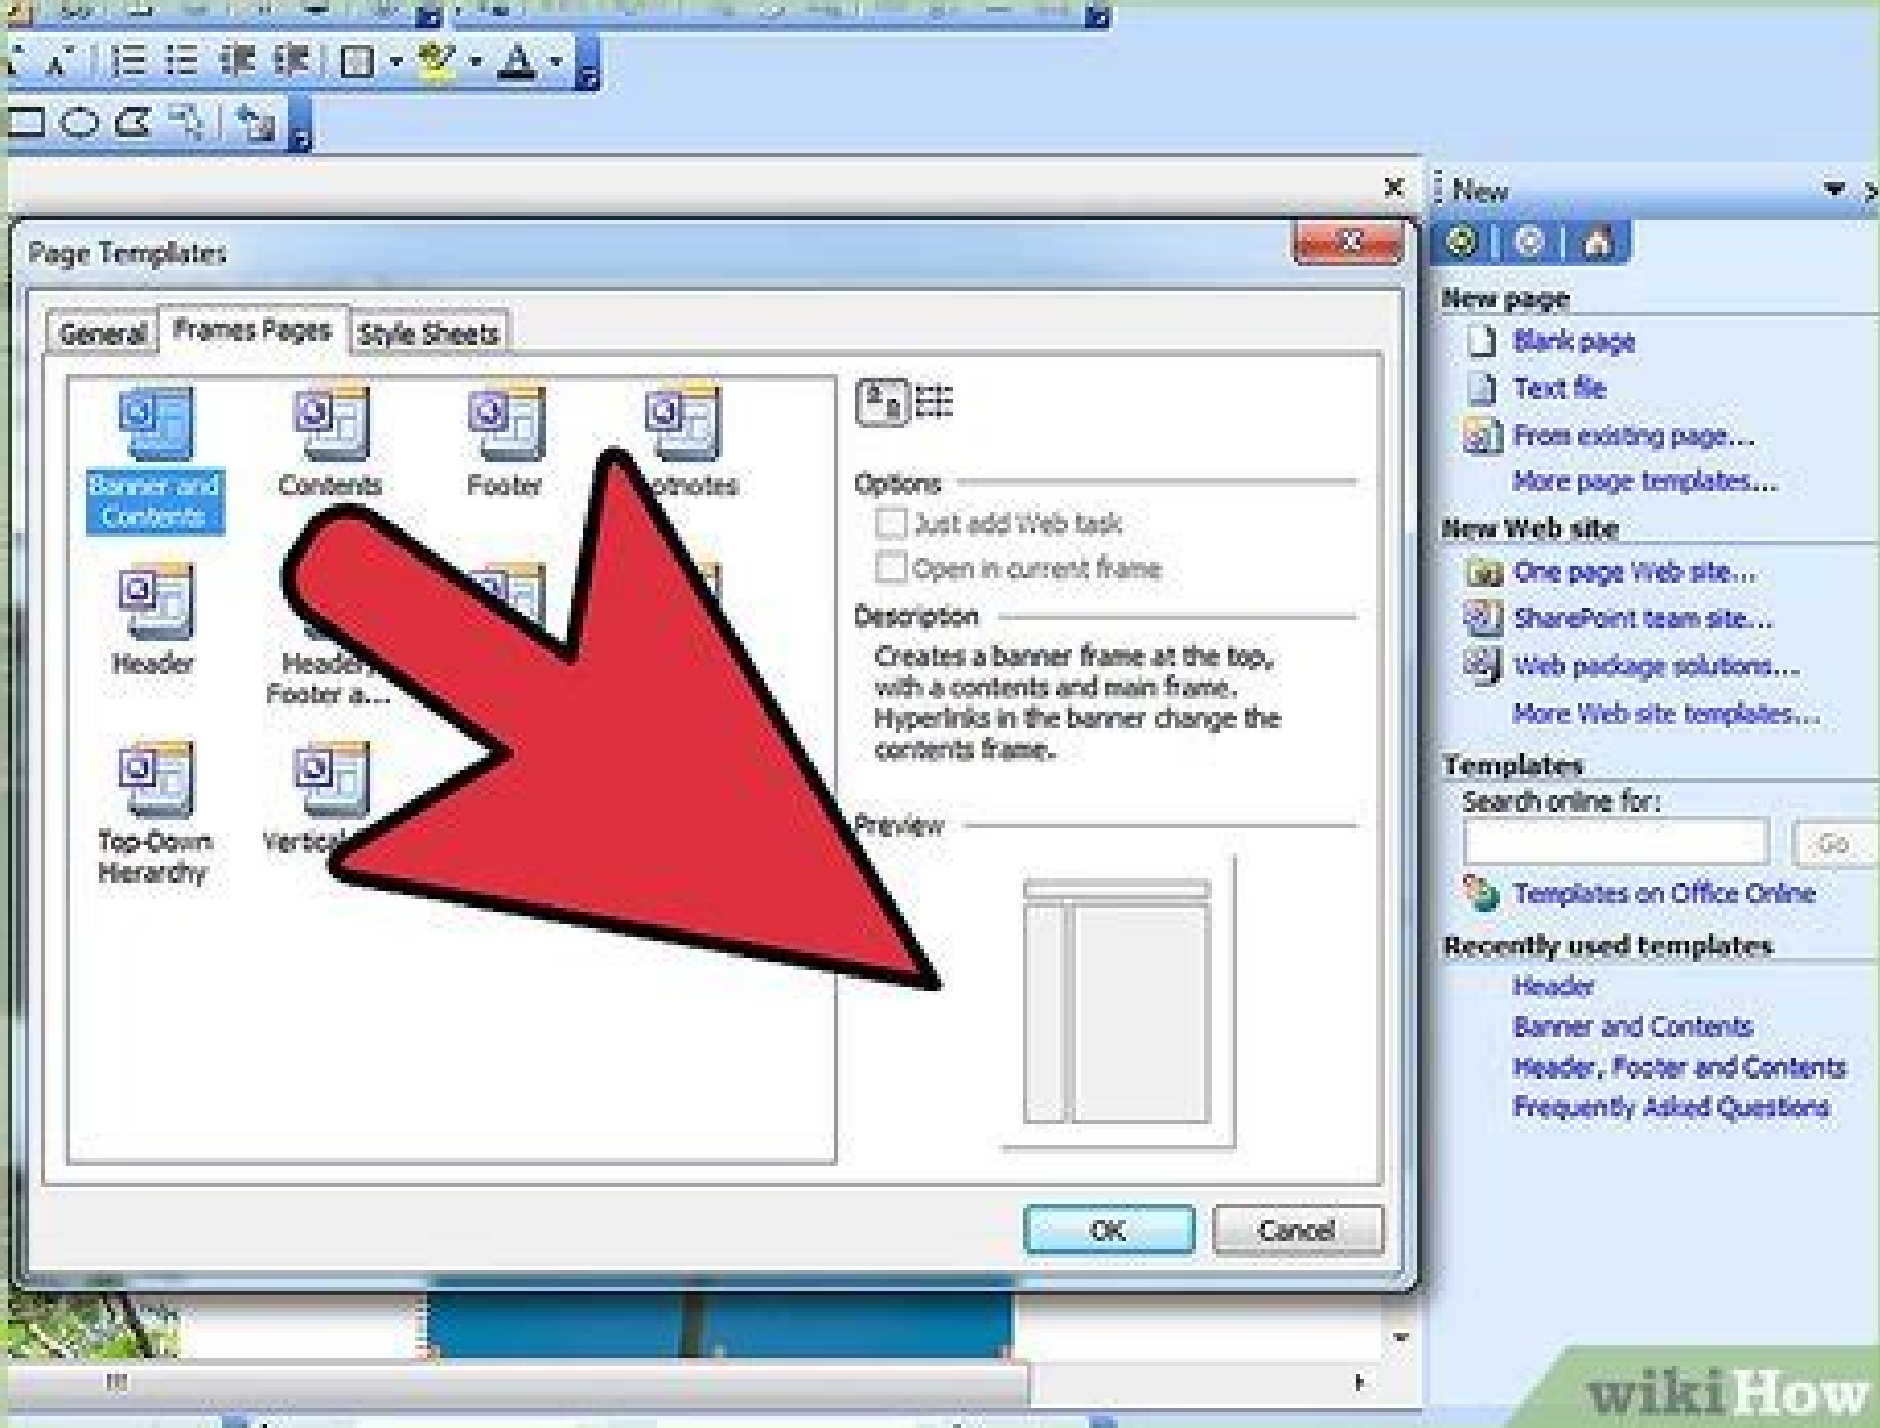 New
Page Templates
General
Frames Pages
Style Sheets
Banner and
Contents
Contents
Footer
otnotes
Header
Header,
Footer a...
Top-Down
Hierarchy
Vertical
Options
Just add Web task
Open in current frame
Description
Creates a banner frame at the top,
with a contents and main frame.
Hyperlinks in the banner change the
contents frame.
Preview
OK
Cancel
New page
Blank page
Text file
From existing page...
More page templates...
New Web site
One page Web site...
SharePoint team site...
Web package solutions...
More Web site templates...
Templates
Search online for:
Go
Templates on Office Online
Recently used templates
Header
Banner and Contents
Header, Footer and Contents
Frequently Asked Questions
wikiHow